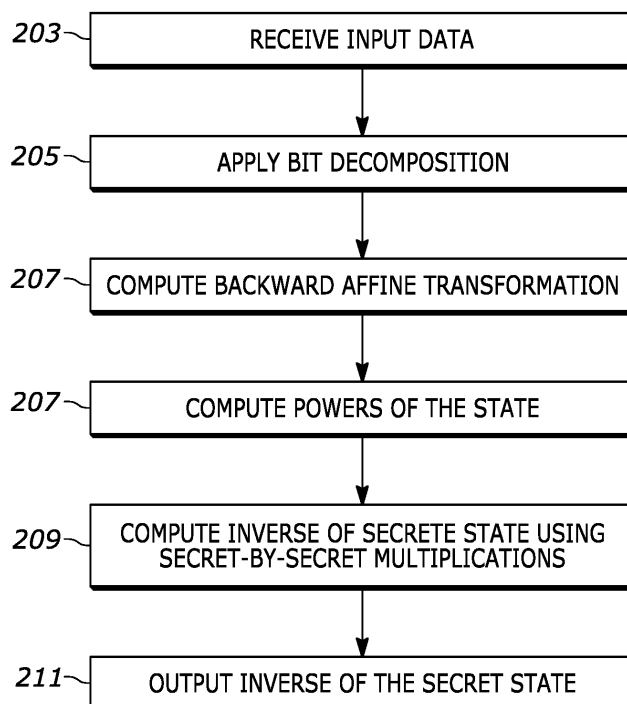 203
RECEIVE INPUT DATA
205
APPLY BIT DECOMPOSITION
207
COMPUTE BACKWARD AFFINE TRANSFORMATION
207
COMPUTE POWERS OF THE STATE
209
COMPUTE INVERSE OF SECRETE STATE USING
SECRET-BY-SECRET MULTIPLICATIONS
211
OUTPUT INVERSE OF THE SECRET STATE